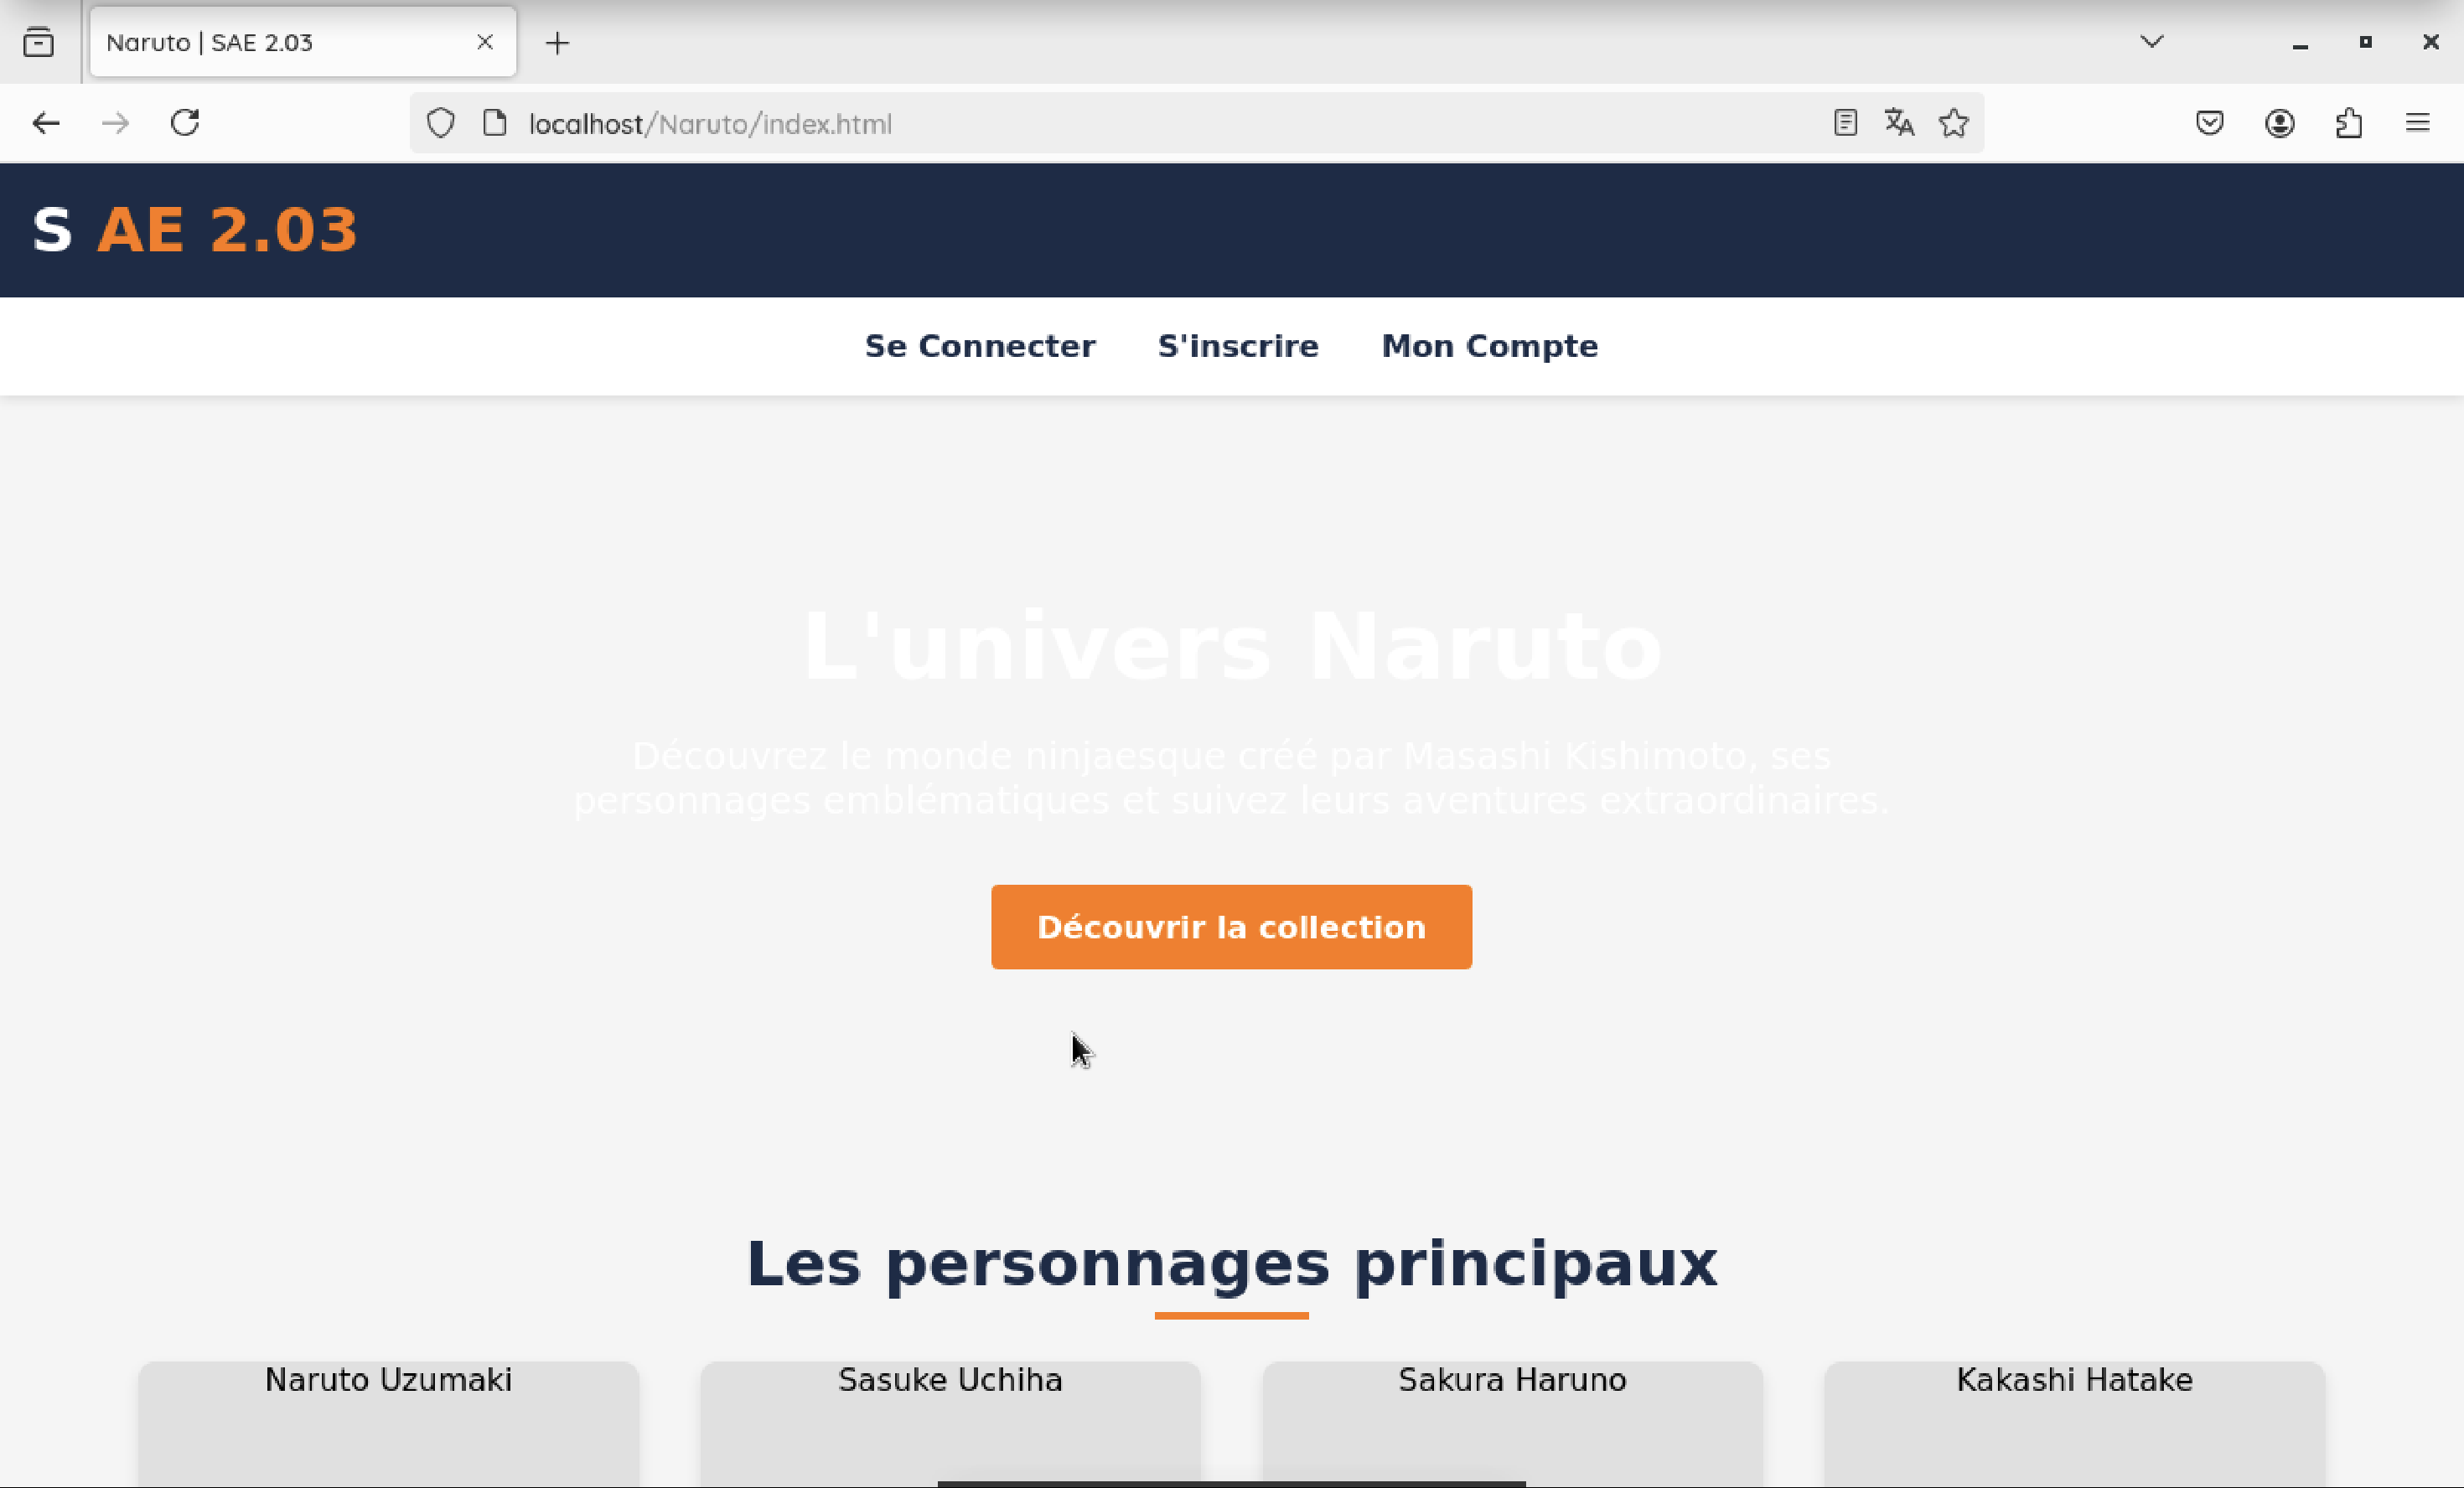 Naruto | SAE 2.03
localhost/Naruto/index.html
S AE 2.03
Se Connecter S'inscrire Mon Compte
L'univers Naruto
Découvrez le monde ninjaesque créé par Masashi Kishimoto, ses
personnages emblématiques et suivez leurs aventures extraordinaires.
Découvrir la collection
Les personnages principaux
Naruto Uzumaki Sasuke Uchiha Sakura Haruno Kakashi Hatake